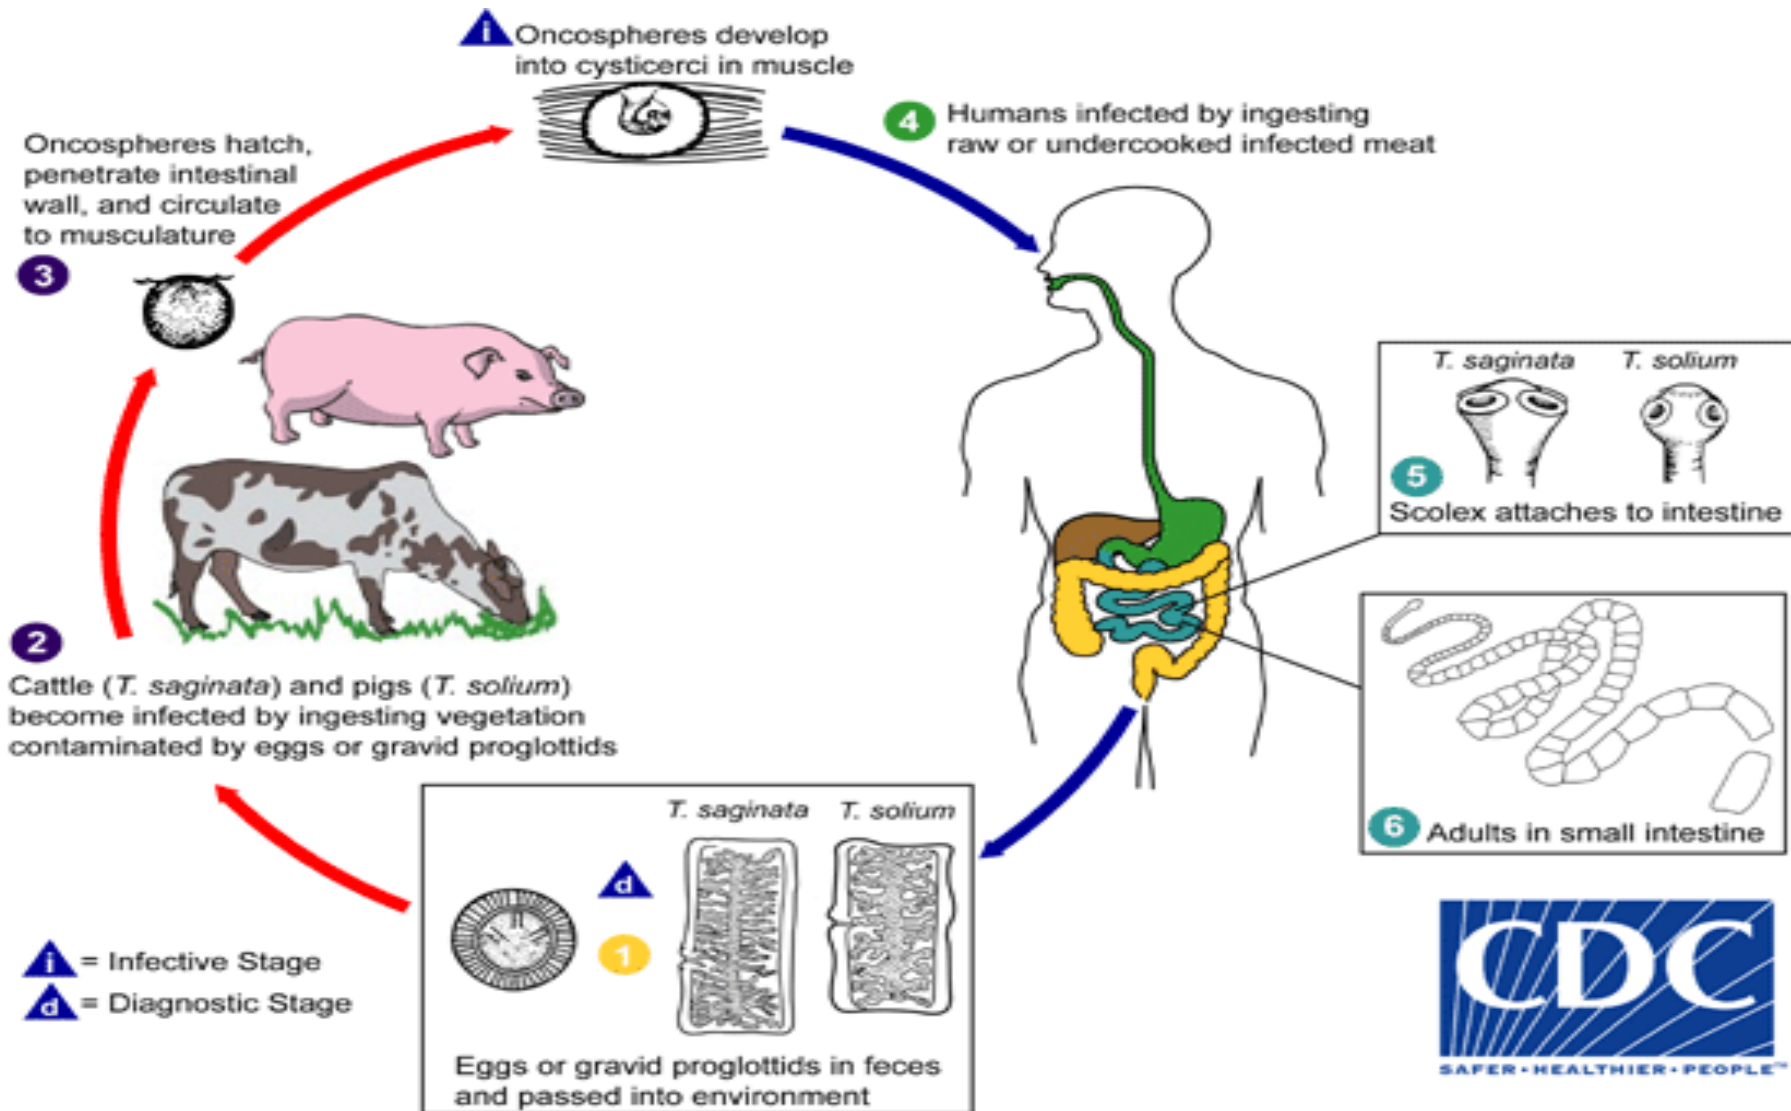 i
Oncospheres develop
into cysticerci in muscle
4
Humans infected by ingesting
raw or undercooked infected meat
Oncospheres hatch,
penetrate intestinal
wall, and circulate
to musculature
3
T. saginata T. solium
5
Scolex attaches to intestine
2
Cattle (T. saginata) and pigs (T. solium)
become infected by ingesting vegetation
contaminated by eggs or gravid proglottids
6 Adults in small intestine
T. saginata T. solium
d
1
Eggs or gravid proglottids in feces
and passed into environment
i = Infective Stage
d = Diagnostic Stage
CDC
SAFER•HEALTHIER•PEOPLE™